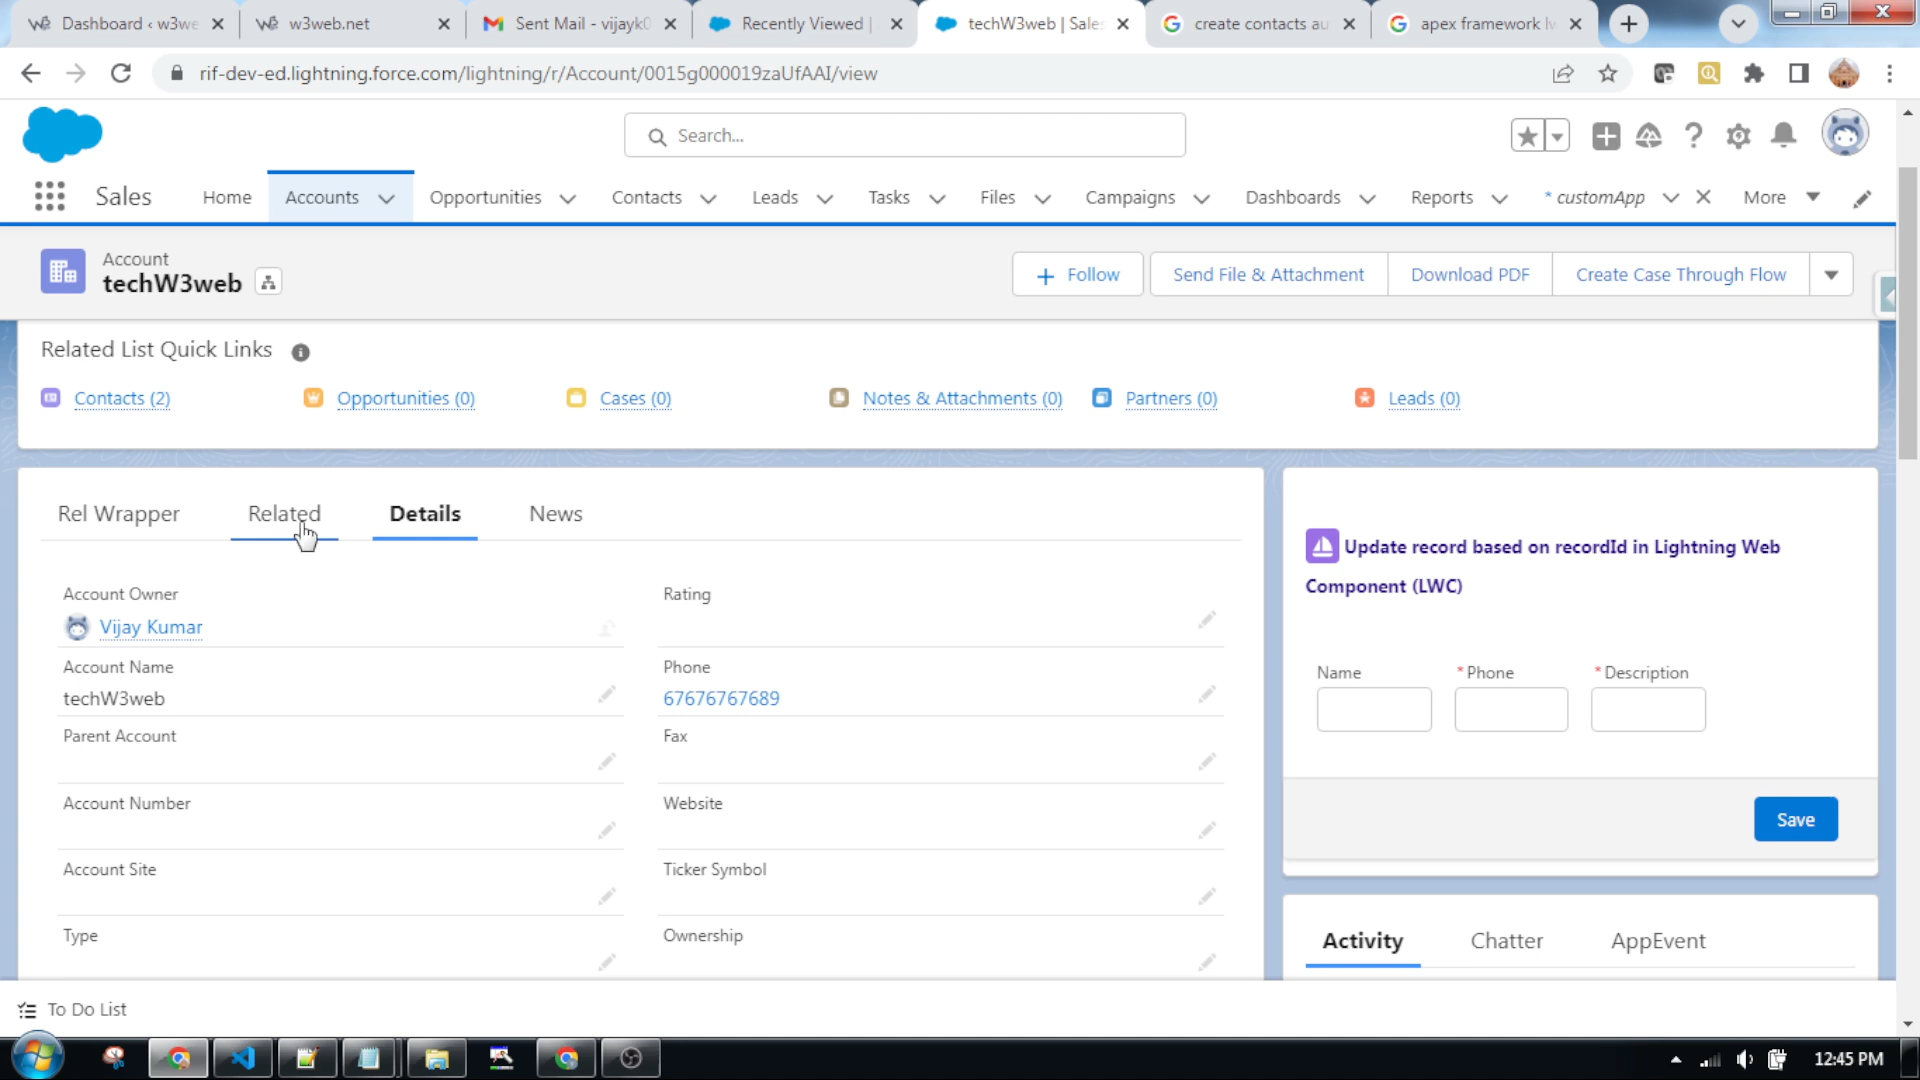 Dashboard ‹ w3we
w3web.net
Sent Mail - vijayk0
Recently Viewed |
techW3web | Sales
create contacts au
apex framework lw
rif-dev-ed.lightning.force.com/lightning/r/Account/0015g000019zaUfAAI/view
Search...
Sales
Home
Accounts
Opportunities
Contacts
Leads
Tasks
Files
Campaigns
Dashboards
Reports
* customApp
More
Account
techW3web
+ Follow
Send File & Attachment
Download PDF
Create Case Through Flow
Related List Quick Links
Contacts (2)
Opportunities (0)
Cases (0)
Notes & Attachments (0)
Partners (0)
Leads (0)
Rel Wrapper
Related
Details
News
Account Owner
Vijay Kumar
Rating
Account Name
techW3web
Phone
67676767689
Parent Account
Fax
Account Number
Website
Account Site
Ticker Symbol
Type
Ownership
Update record based on recordId in Lightning Web
Component (LWC)
Name
* Phone
* Description
Save
Activity
Chatter
AppEvent
To Do List
12:45 PM